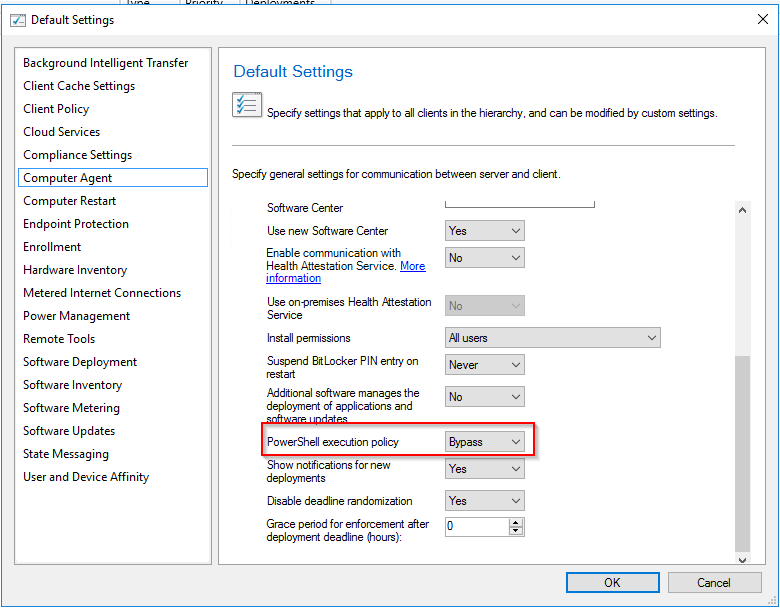 Type Priority Deployments
Default Settings
Background Intelligent Transfer
Client Cache Settings
Client Policy
Cloud Services
Compliance Settings
Computer Agent
Computer Restart
Endpoint Protection
Enrollment
Hardware Inventory
Metered Internet Connections
Power Management
Remote Tools
Software Deployment
Software Inventory
Software Metering
Software Updates
State Messaging
User and Device Affinity
Default Settings
Specify settings that apply to all clients in the hierarchy, and can be modified by custom settings.
Specify general settings for communication between server and client.
Software Center
Use new Software Center Yes
Enable communication with
Health Attestation Service. More
information
No
Use on-premises Health Attestation
Service
No
Install permissions All users
Suspend BitLocker PIN entry on
restart
Never
Additional software manages the
deployment of applications and
software updates
No
PowerShell execution policy Bypass
Show notifications for new
deployments
Yes
Disable deadline randomization Yes
Grace period for enforcement after
deployment deadline (hours):
0
OK Cancel